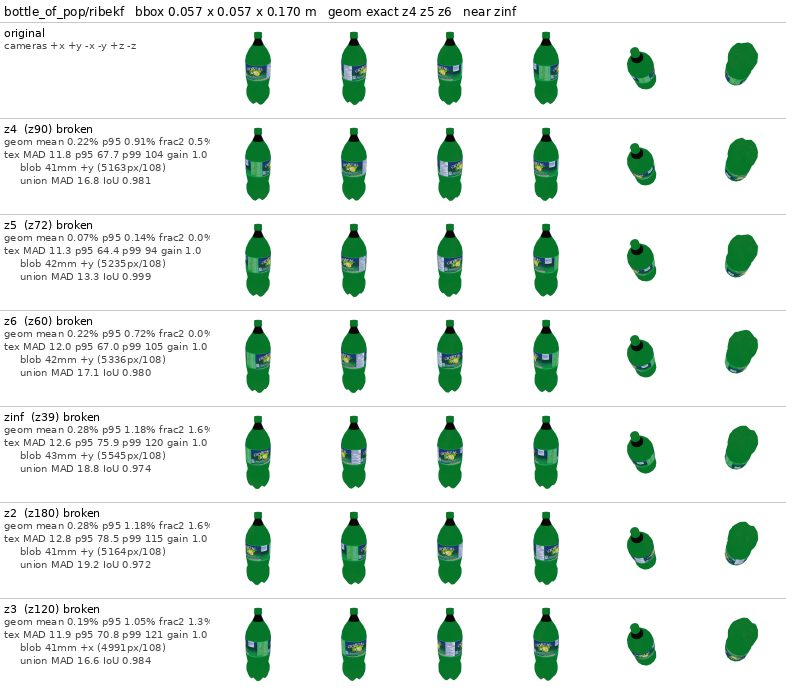 bottle_of_pop/ribekf bbox 0.057 x 0.057 x 0.170 m geom exact z4 z5 z6 near zinf
original
cameras +x +y -x -y +z -z
z4 (z90) broken
geom mean 0.22% p95 0.91% frac2 0.5%
tex MAD 11.8 p95 67.7 p99 104 gain 1.0
blob 41mm +y (5163px/108)
union MAD 16.8 IoU 0.981
z5 (z72) broken
geom mean 0.07% p95 0.14% frac2 0.0%
tex MAD 11.3 p95 64.4 p99 94 gain 1.0
blob 42mm +y (5235px/108)
union MAD 13.3 IoU 0.999
z6 (z60) broken
geom mean 0.22% p95 0.72% frac2 0.0%
tex MAD 12.0 p95 67.0 p99 105 gain 1.0
blob 42mm +y (5336px/108)
union MAD 17.1 IoU 0.980
zinf (z39) broken
geom mean 0.28% p95 1.18% frac2 1.6%
tex MAD 12.6 p95 75.9 p99 120 gain 1.0
blob 43mm +y (5545px/108)
union MAD 18.8 IoU 0.974
z2 (z180) broken
geom mean 0.28% p95 1.18% frac2 1.6%
tex MAD 12.8 p95 78.5 p99 115 gain 1.0
blob 41mm +y (5164px/108)
union MAD 19.2 IoU 0.972
z3 (z120) broken
geom mean 0.19% p95 1.05% frac2 1.3%
tex MAD 11.9 p95 70.8 p99 121 gain 1.0
blob 41mm +x (4991px/108)
union MAD 16.6 IoU 0.984